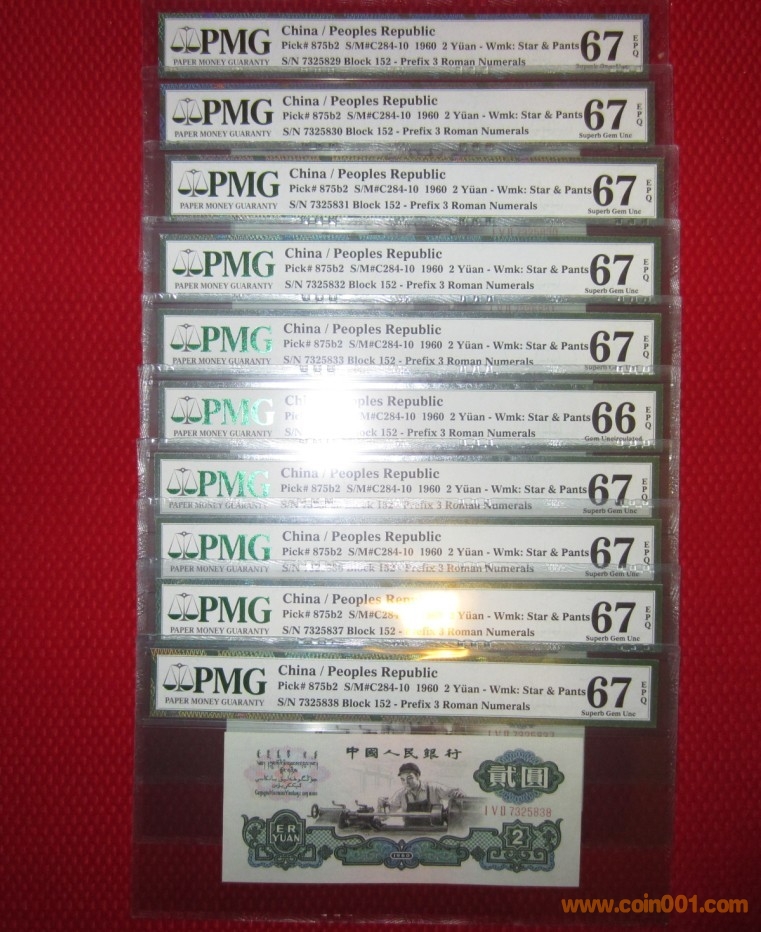 PMG
PAPER MONEY GUARANTY
China / Peoples Republic
Pick# 875b2 S/M#C284-10 1960 2 Yüan - Wmk: Star & Pants
S/N 7325829 Block 152 - Prefix 3 Roman Numerals
67
EPQ
PMG
PAPER MONEY GUARANTY
China / Peoples Republic
Pick# 875b2 S/M#C284-10 1960 2 Yüan - Wmk: Star & Pants
S/N 7325830 Block 152 - Prefix 3 Roman Numerals
67
EPQ
Superb Gem Unc
PMG
PAPER MONEY GUARANTY
China / Peoples Republic
Pick# 875b2 S/M#C284-10 1960 2 Yüan - Wmk: Star & Pants
S/N 7325831 Block 152 - Prefix 3 Roman Numerals
67
EPQ
Superb Gem Unc
PMG
PAPER MONEY GUARANTY
China / Peoples Republic
Pick# 875b2 S/M#C284-10 1960 2 Yüan - Wmk: Star & Pants
S/N 7325832 Block 152 - Prefix 3 Roman Numerals
67
EPQ
Superb Gem Unc
PMG
PAPER MONEY GUARANTY
China / Peoples Republic
Pick# 875b2 S/M#C284-10 1960 2 Yüan - Wmk: Star & Pants
S/N 7325833 Block 152 - Prefix 3 Roman Numerals
67
EPQ
Superb Gem Unc
PMG
PAPER MONEY GUARANTY
Peoples Republic
S/M#C284-10 1960 2 Yüan - Wmk: Star & Pants
Block 152 - Prefix 3 Roman Numerals
66
EPQ
Gem Uncirculated
PMG
PAPER MONEY GUARANTY
China / Peoples Republic
Pick# 875b2 S/M#C284-10 1960 2 Yüan - Wmk: Star & Pants
S/N 152 - Prefix 3 Roman Numerals
67
EPQ
Superb Gem Unc
PMG
PAPER MONEY GUARANTY
China / Peoples Republic
Pick# 875b2 S/M#C284-10 1960 2 Yüan - Wmk: Star & Pants
S/N Block 152 - Prefix 3 Roman Numerals
67
EPQ
Superb Gem Unc
PMG
PAPER MONEY GUARANTY
China / Peoples
Pick# 875b2 2 Yüan - Wmk: Star & Pants
S/N 7325837 Block 152 - Prefix 3 Roman Numerals
67
EPQ
Superb Gem Unc
PMG
PAPER MONEY GUARANTY
China / Peoples Republic
Pick# 875b2 S/M#C284-10 1960 2 Yüan - Wmk: Star & Pants
S/N 7325838 Block 152 - Prefix 3 Roman Numerals
67
EPQ
Superb Gem Unc
中國人民銀行
貳圓
I V II 7325838
ER
YUAN
1960
2
www.coin001.com